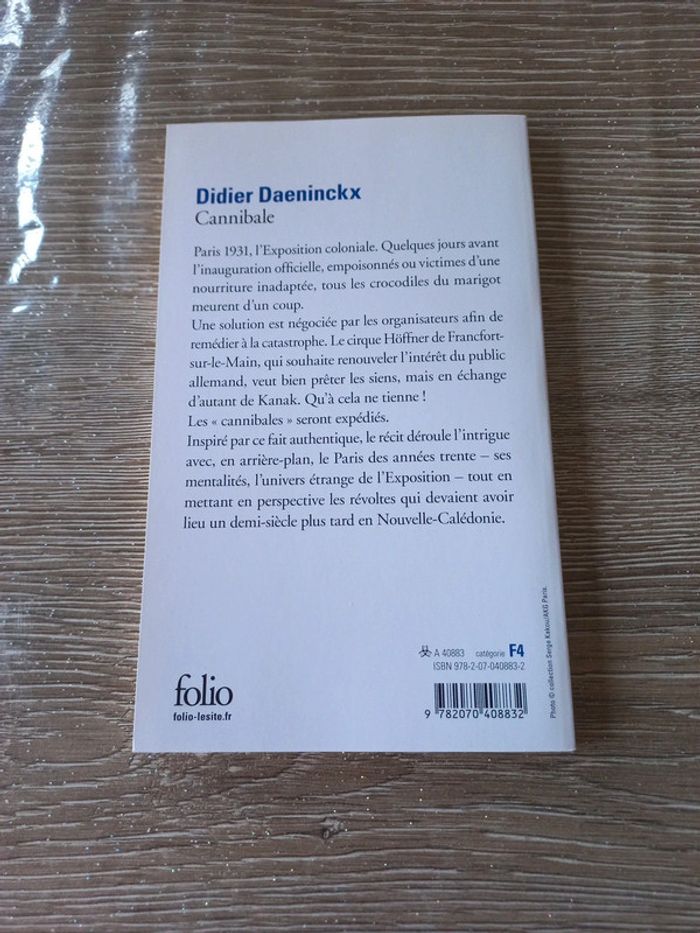 Didier Daeninckx
Cannibale
Paris 1931, l'Exposition coloniale. Quelques jours avant
l'inauguration officielle, empoisonnés ou victimes d'une
nourriture inadaptée, tous les crocodiles du marigot
meurent d'un coup.
Une solution est négociée par les organisateurs afin de
remédier à la catastrophe. Le cirque Höffner de Francfort-
sur-le-Main, qui souhaite renouveler l'intérêt du public
allemand, veut bien prêter les siens, mais en échange
d'autant de Kanak. Qu'à cela ne tienne !
Les « cannibales » seront expédiés.
Inspiré par ce fait authentique, le récit déroule l'intrigue
avec, en arrière-plan, le Paris des années trente – ses
mentalités, l'univers étrange de l'Exposition – tout en
mettant en perspective les révoltes qui devaient avoir
lieu un demi-siècle plus tard en Nouvelle-Calédonie.
A 40883 catégorie F4
ISBN 978-2-07-040883-2
folio
folio-lesite.fr
9 782070 408832
Photo © collection Serge Kakou/AKG Paris.